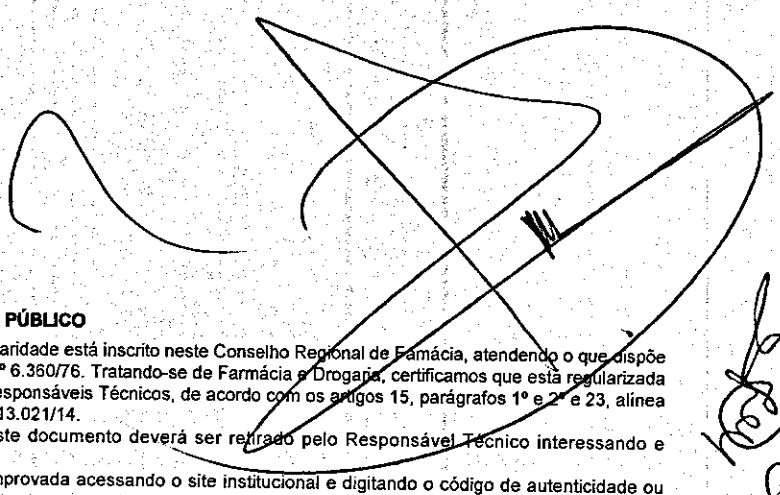 PÚBLICO
aridade está inscrito neste Conselho Regional de Famácia, atendendo o que dispõe
º 6.360/76. Tratando-se de Farmácia e Drogaria, certificamos que está regularizada
esponsáveis Técnicos, de acordo com os artigos 15, parágrafos 1º e 2º e 23, alínea
13.021/14.
ste documento deverá ser retirado pelo Responsável Técnico interessando e
mprovada acessando o site institucional e digitando o código de autenticidade ou